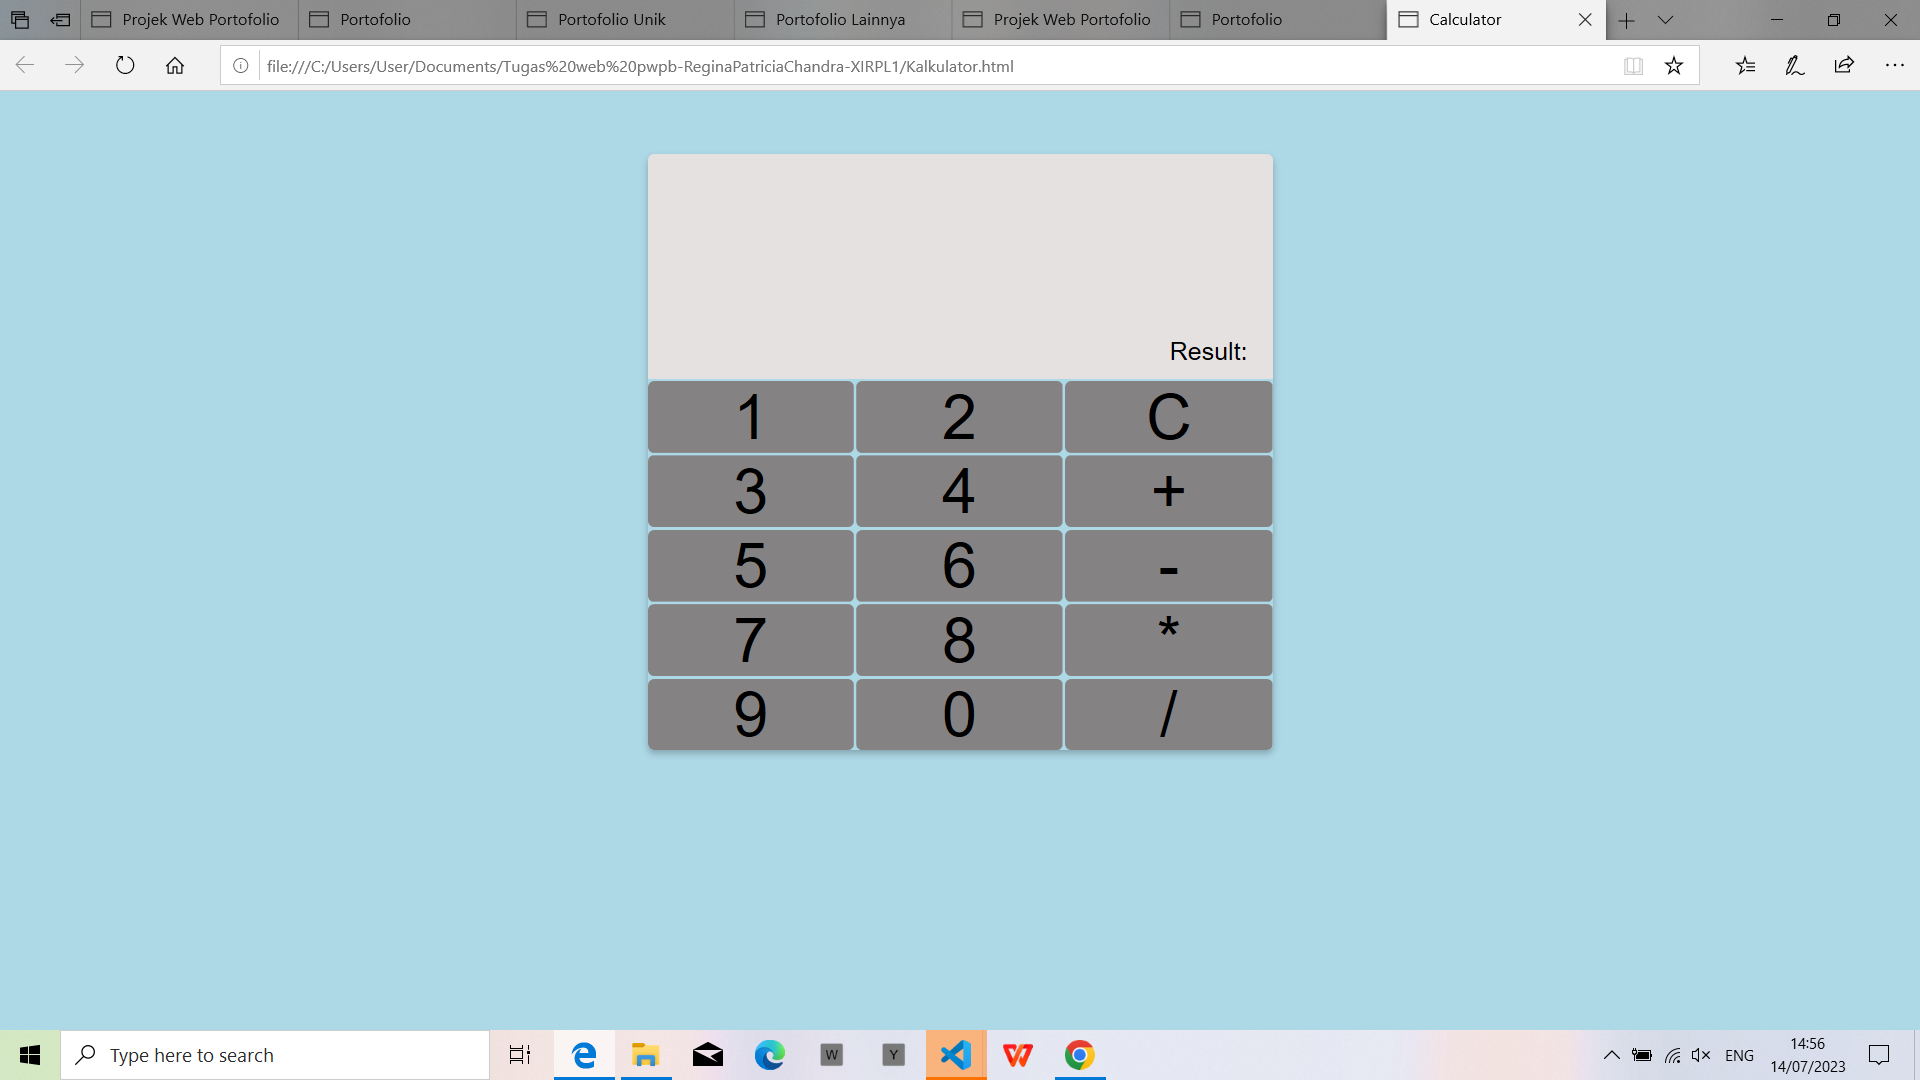 Projek Web Portofolio Portofolio Portofolio Unik Portofolio Lainnya Projek Web Portofolio Portofolio Calculator
file:///C:/Users/User/Documents/Tugas%20web%20pwpb-ReginaPatriciaChandra-XIRPL1/Kalkulator.html
Result:
1 2 C
3 4 +
5 6 -
7 8 *
9 0 /
Type here to search
W
Y
ENG
14:56
14/07/2023